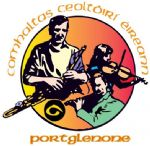 comhaltas ceoltóirí éireann
PORTGLENONE